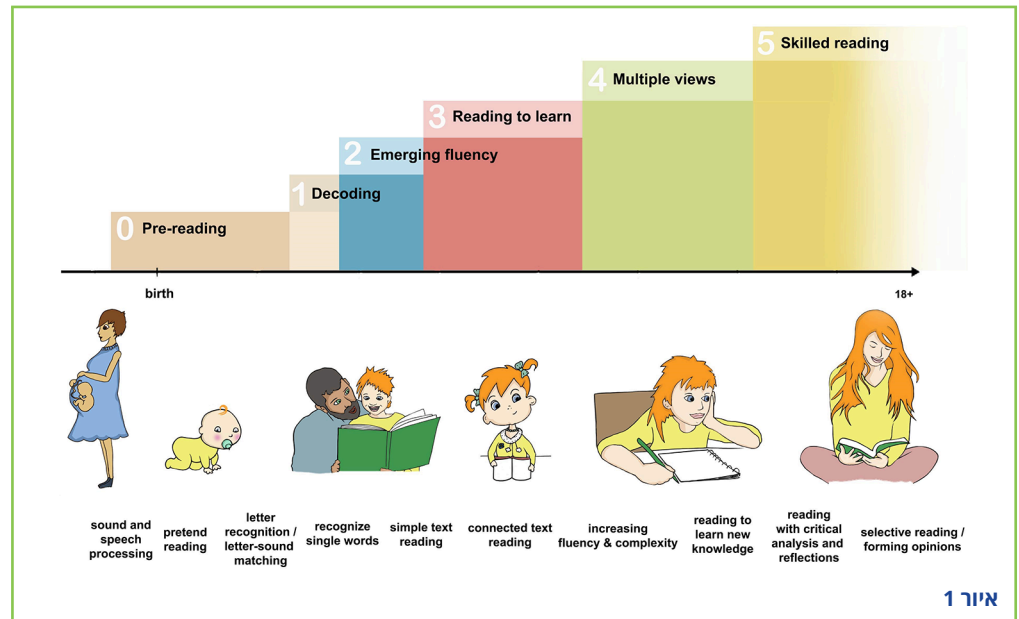 5 Skilled reading
4 Multiple views
3 Reading to learn
2 Emerging fluency
1 Decoding
0 Pre-reading
birth
18+
sound and
speech
processing
pretend
reading
letter
recognition /
letter-sound
matching
recognize
single words
simple text
reading
connected text
reading
increasing
fluency & complexity
reading to
learn new
knowledge
reading
with critical
analysis and
reflections
selective reading /
forming opinions
איור 1